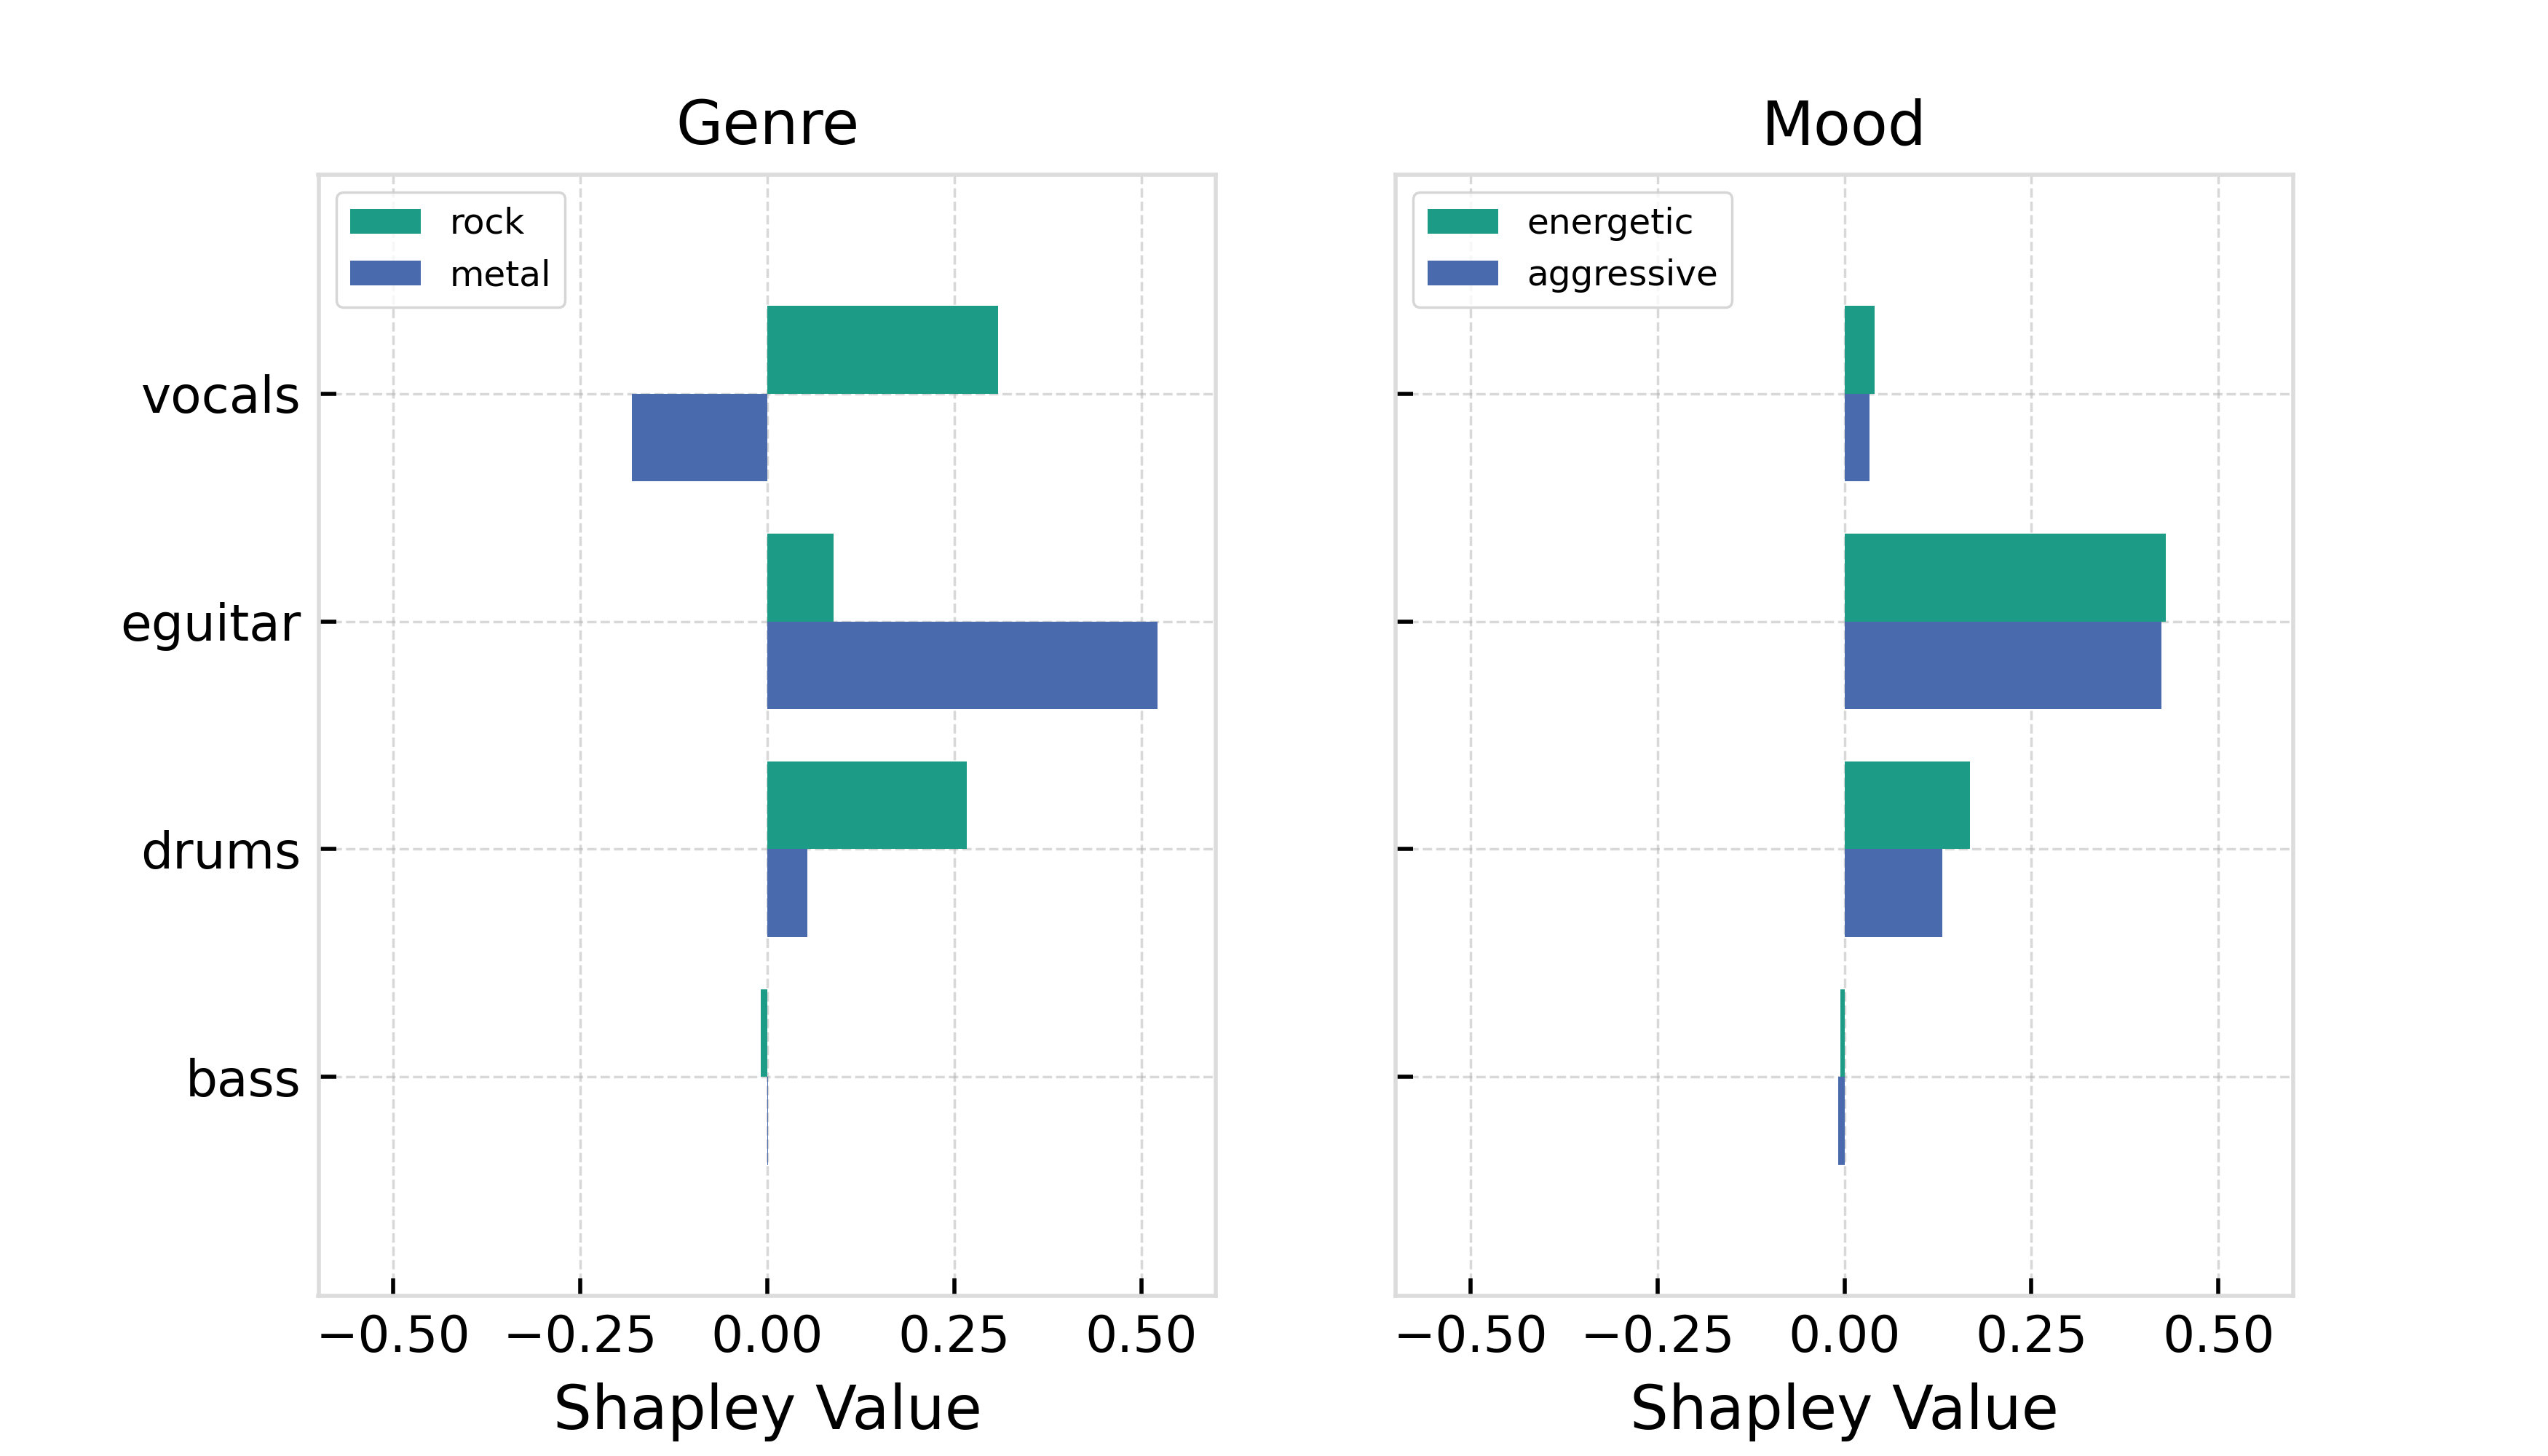 Genre
rock
metal
vocals
eguitar
drums
bass
−0.50 −0.25 0.00 0.25 0.50
Shapley Value
Mood
energetic
aggressive
−0.50 −0.25 0.00 0.25 0.50
Shapley Value